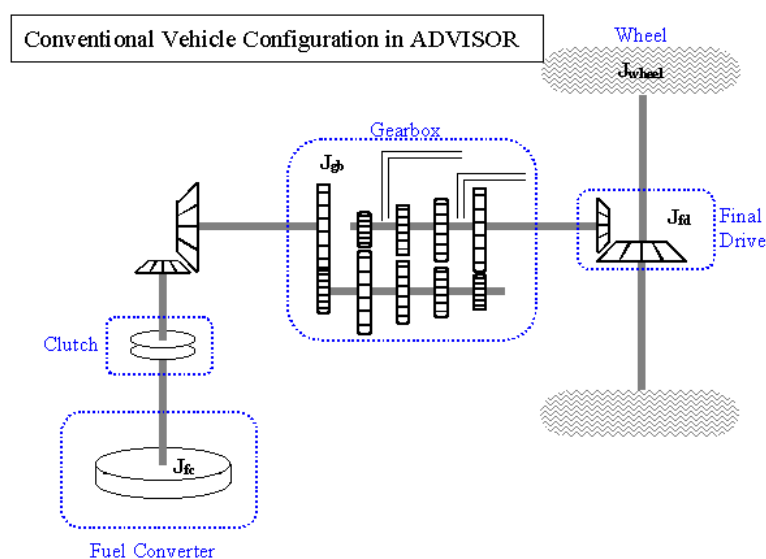 Conventional Vehicle Configuration in ADVISOR
Wheel
Jwheel
Gearbox
Jgb
Jfd
Final
Drive
Clutch
Jfc
Fuel Converter